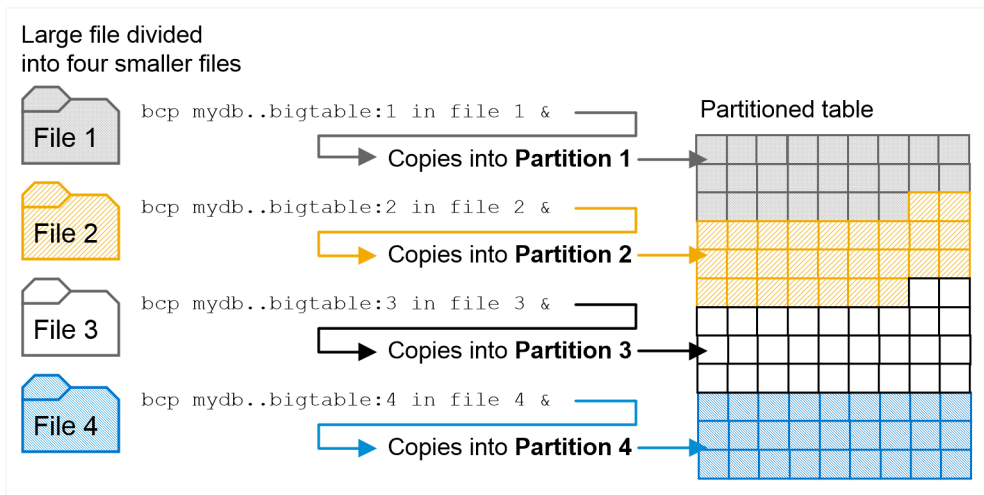 Large file divided
into four smaller files
File 1
bcp mydb..bigtable:1 in file 1 &
Copies into Partition 1
Partitioned table
File 2
bcp mydb..bigtable:2 in file 2 &
Copies into Partition 2
File 3
bcp mydb..bigtable:3 in file 3 &
Copies into Partition 3
File 4
bcp mydb..bigtable:4 in file 4 &
Copies into Partition 4